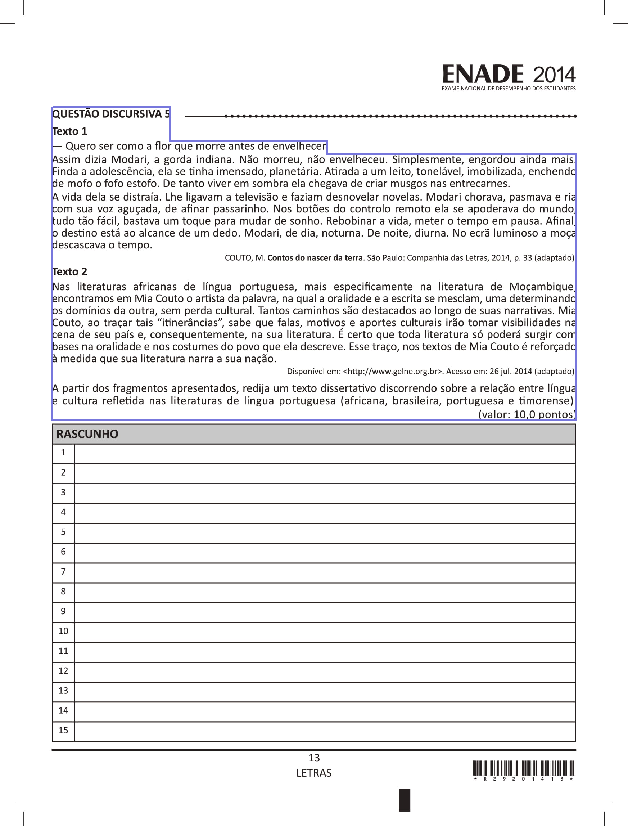 ENADE 2014
EXAME NACIONAL DE DESEMPENHO DOS ESTUDANTES
QUESTÃO DISCURSIVA 5
Texto 1
— Quero ser como a flor que morre antes de envelhecer.
Assim dizia Modari, a gorda indiana. Não morreu, não envelheceu. Simplesmente, engordou ainda mais.
Finda a adolescência, ela se tinha imensado, planetária. Atirada a um leito, tonelável, imobilizada, enchendo
de mofo o fofo estofo. De tanto viver em sombra ela chegava de criar musgos nas entrecarnes.
A vida dela se distraía. Lhe ligavam a televisão e faziam desnovelar novelas. Modari chorava, pasmava e ria
com sua voz aguçada, de afinar passarinho. Nos botões do controlo remoto ela se apoderava do mundo,
tudo tão fácil, bastava um toque para mudar de sonho. Rebobinar a vida, meter o tempo em pausa. Afinal,
o destino está ao alcance de um dedo. Modari, de dia, noturna. De noite, diurna. No ecrã luminoso a moça
descascava o tempo.
COUTO, M. Contos do nascer da terra. São Paulo: Companhia das Letras, 2014, p. 33 (adaptado).
Texto 2
Nas literaturas africanas de língua portuguesa, mais especificamente na literatura de Moçambique,
encontramos em Mia Couto o artista da palavra, na qual a oralidade e a escrita se mesclam, uma determinando
os domínios da outra, sem perda cultural. Tantos caminhos são destacados ao longo de suas narrativas. Mia
Couto, ao traçar tais “itinerâncias”, sabe que falas, motivos e aportes culturais irão tomar visibilidades na
cena de seu país e, consequentemente, na sua literatura. É certo que toda literatura só poderá surgir com
bases na oralidade e nos costumes do povo que ela descreve. Esse traço, nos textos de Mia Couto é reforçado
à medida que sua literatura narra a sua nação.
Disponível em: <http://www.gelne.org.br>. Acesso em: 26 jul. 2014 (adaptado).
A partir dos fragmentos apresentados, redija um texto dissertativo discorrendo sobre a relação entre língua
e cultura refletida nas literaturas de língua portuguesa (africana, brasileira, portuguesa e timorense).
(valor: 10,0 pontos)
RASCUNHO
1
2
3
4
5
6
7
8
9
10
11
12
13
14
15
13
LETRAS
*R29201413*